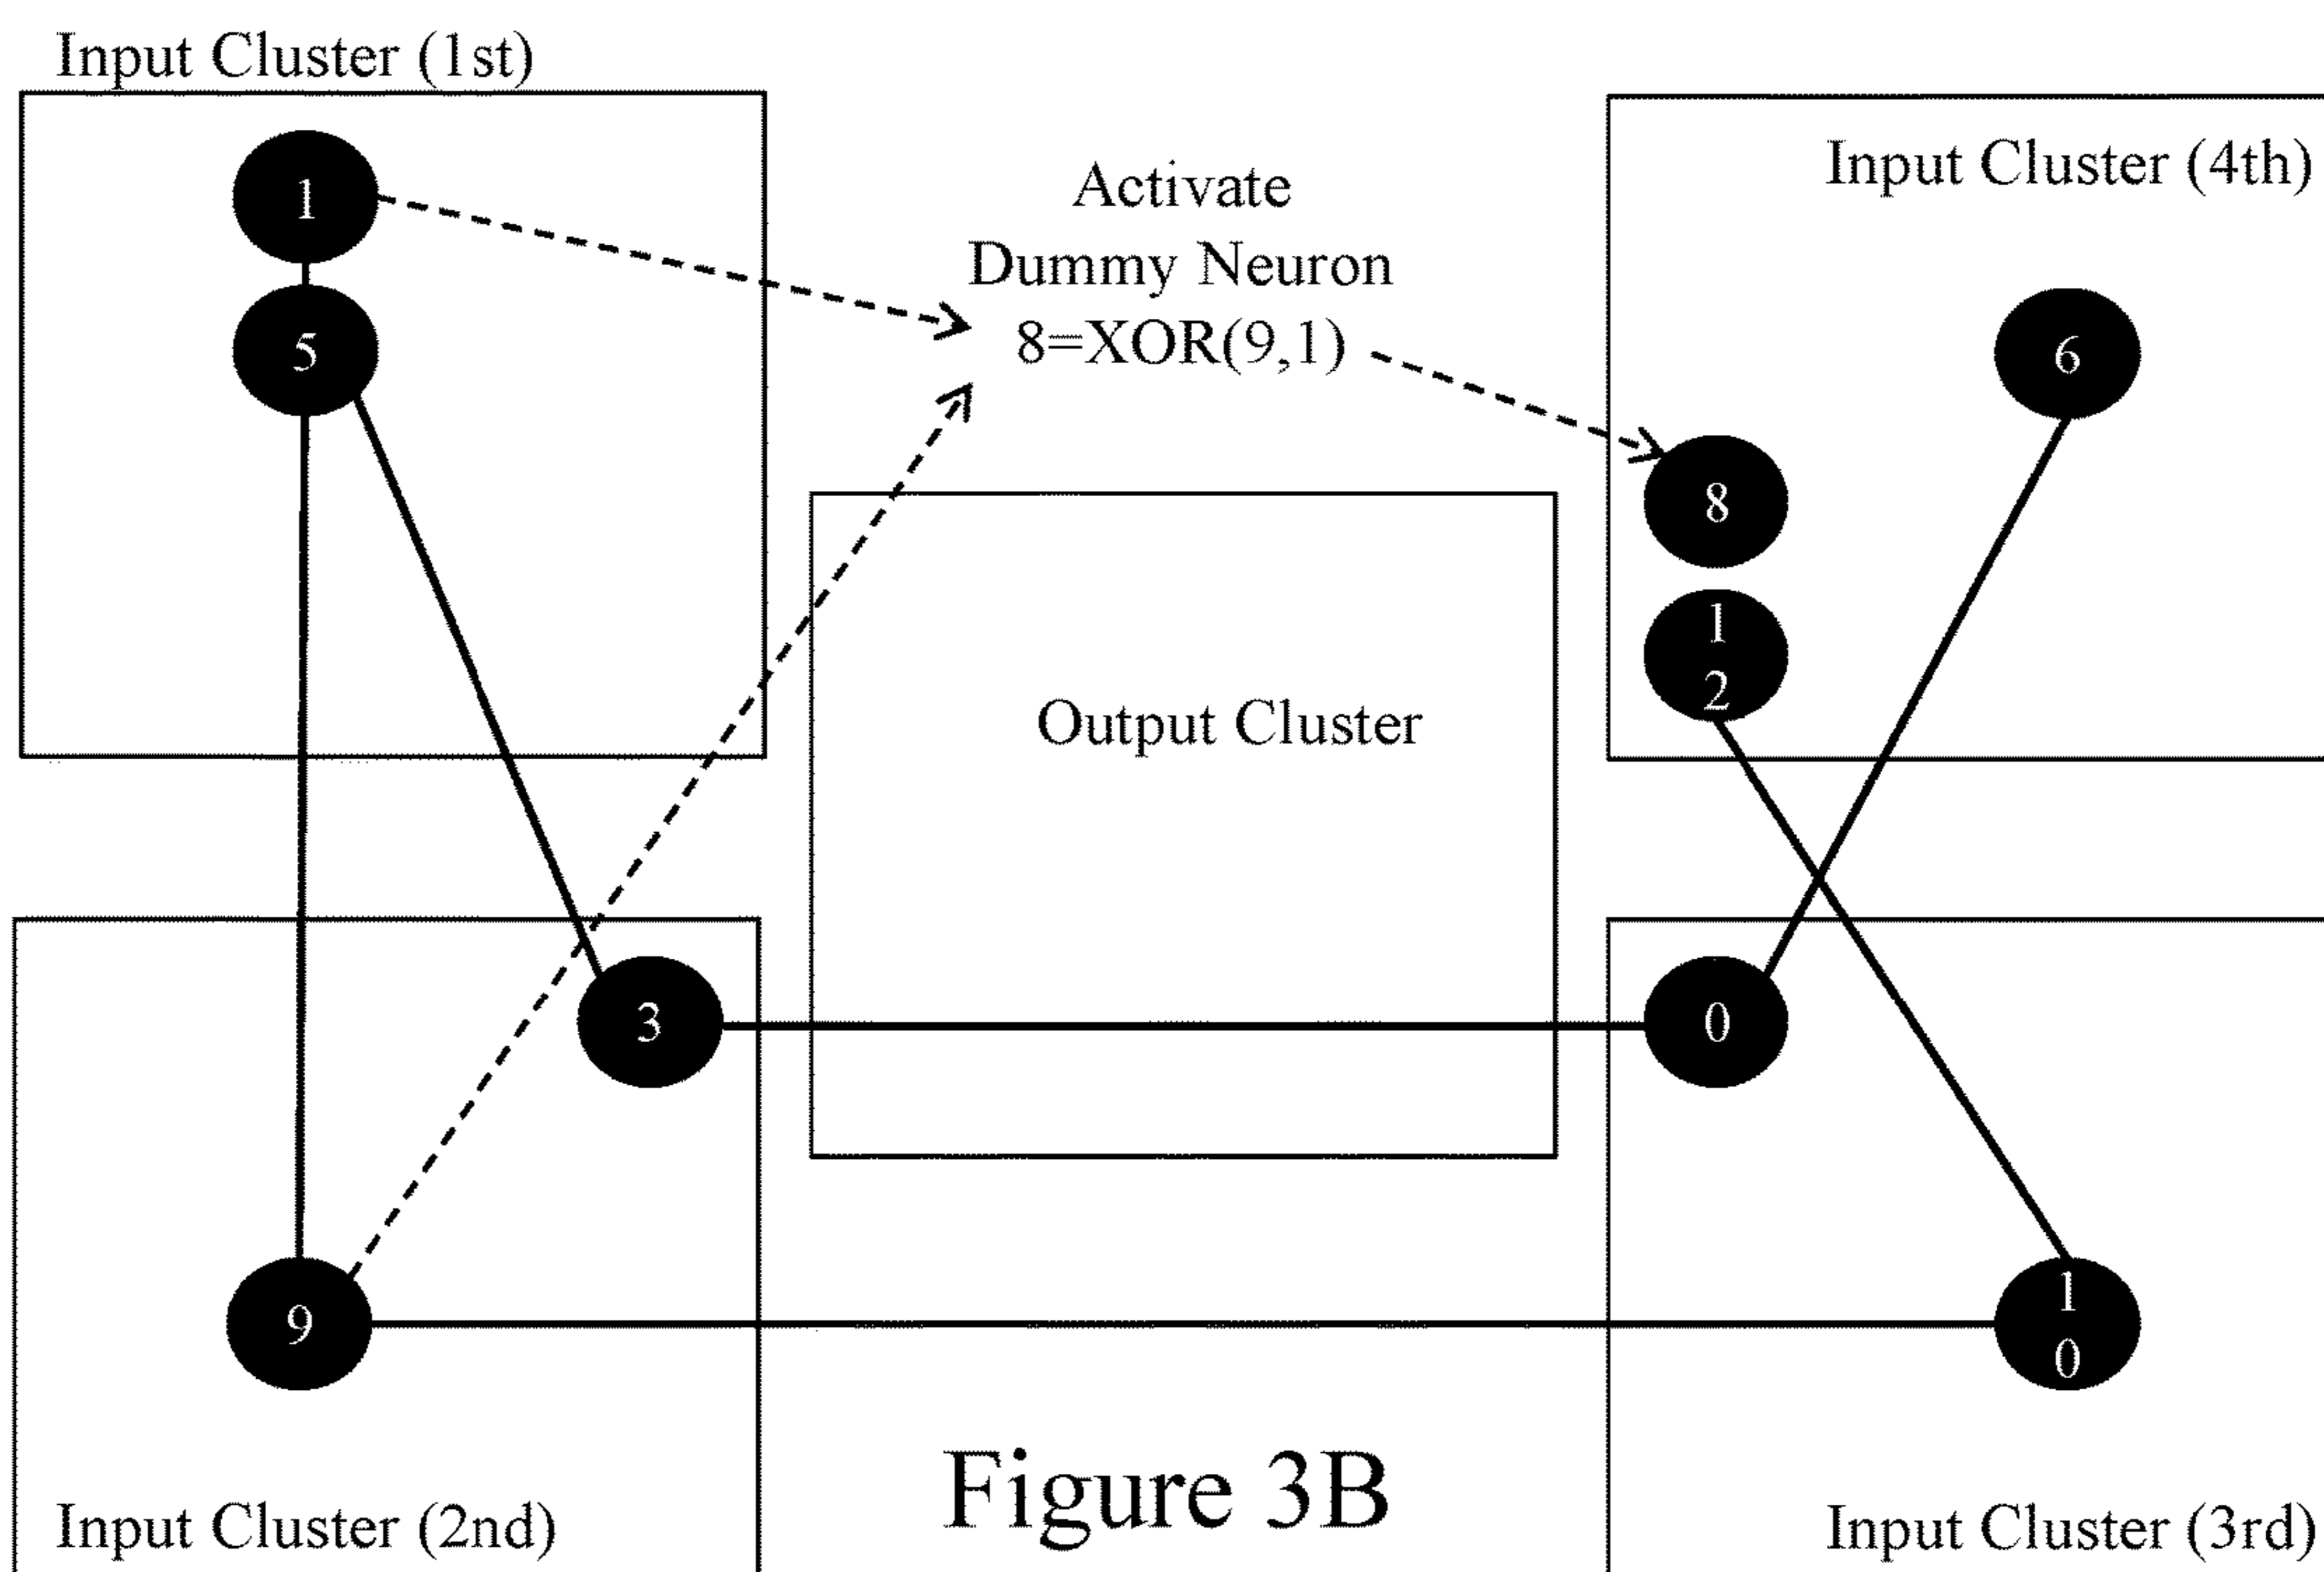 Input Cluster (1st)
1
5
Activate
Dummy Neuron
8=XOR(9,1)
Input Cluster (4th)
6
8
1
2
Output Cluster
3
0
9
1
0
Input Cluster (2nd)
Figure 3B
Input Cluster (3rd)